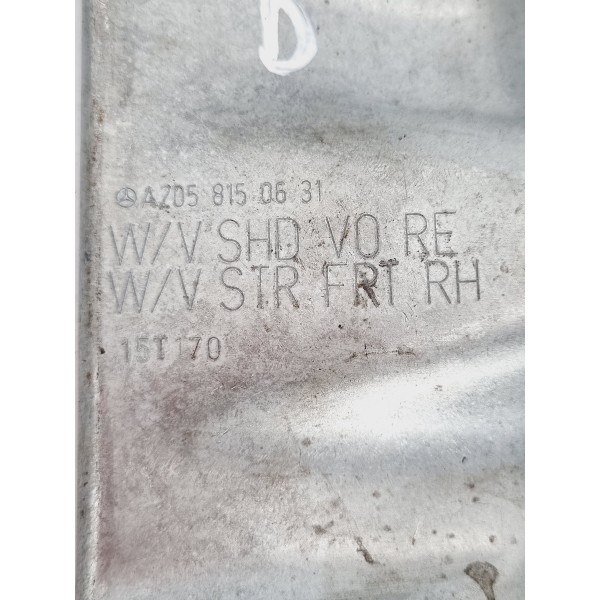 D
A205 815 06 31
W/V SHD VO RE
W/V STR FRT RH
15T170